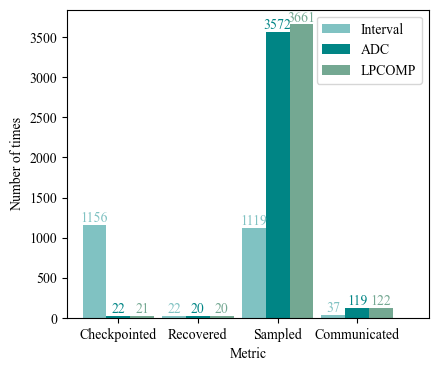 3661
3572
Interval
ADC
LPCOMP
3500
3000
2500
2000
1500
1000
500
0
Number of times
1156
22
21
22
20
20
1119
37
119
122
Checkpointed
Recovered
Sampled
Communicated
Metric